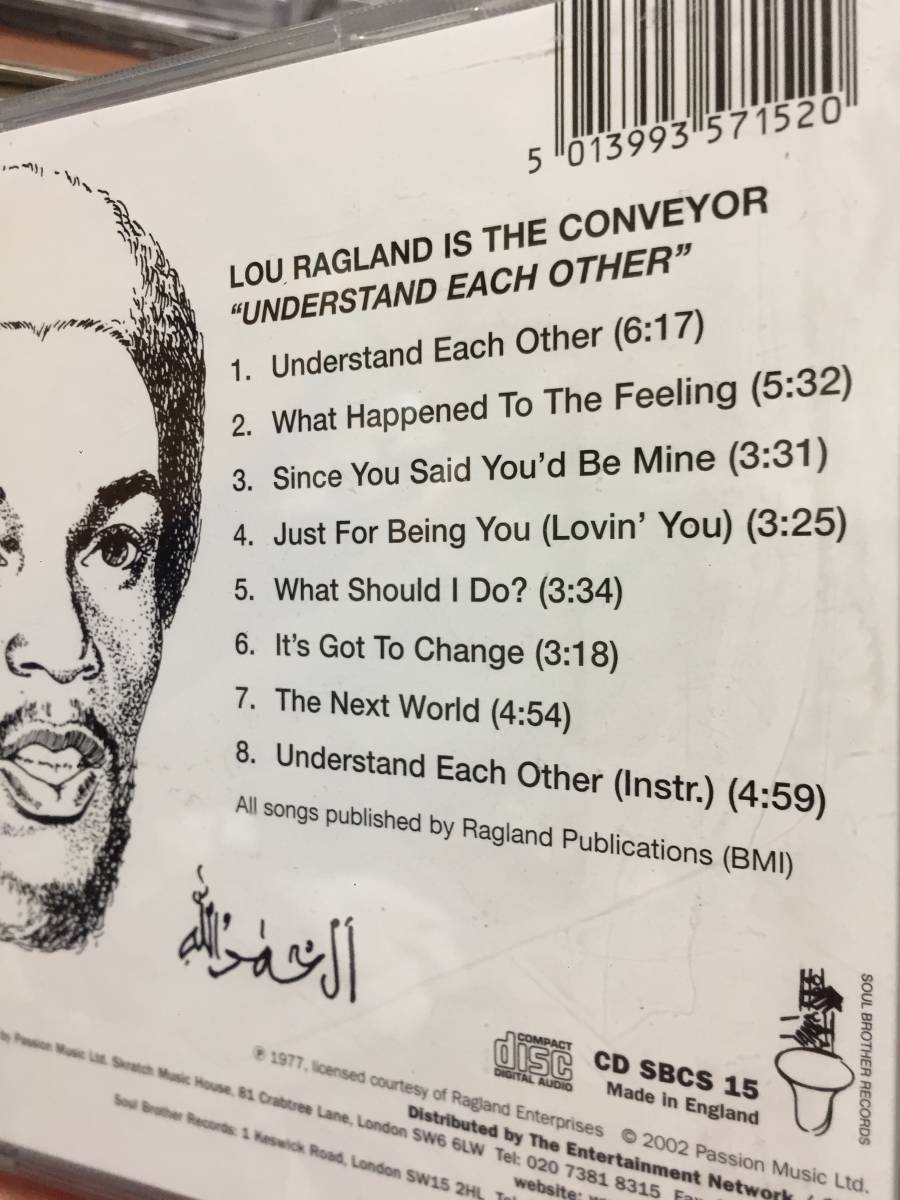 5 013993 571520
LOU RAGLAND IS THE CONVEYOR
“UNDERSTAND EACH OTHER”
1. Understand Each Other (6:17)
2. What Happened To The Feeling (5:32)
3. Since You Said You’d Be Mine (3:31)
4. Just For Being You (Lovin’ You) (3:25)
5. What Should I Do? (3:34)
6. It’s Got To Change (3:18)
7. The Next World (4:54)
8. Understand Each Other (Instr.) (4:59)
All songs published by Ragland Publications (BMI)
الحمد لله
COMPACT
disc
DIGITAL AUDIO
CD SBCS 15
Made in England
SOUL BROTHER RECORDS
℗ 1977, licensed courtesy of Ragland Enterprises © 2002 Passion Music Ltd.
by Passion Music Ltd. Skratch Music House, 81 Crabtree Lane, London SW6 6LW Tel: 020 7381 8315
Distributed by The Entertainment Network
Soul Brother Records: 1 Keswick Road, London SW15 2HL
website: